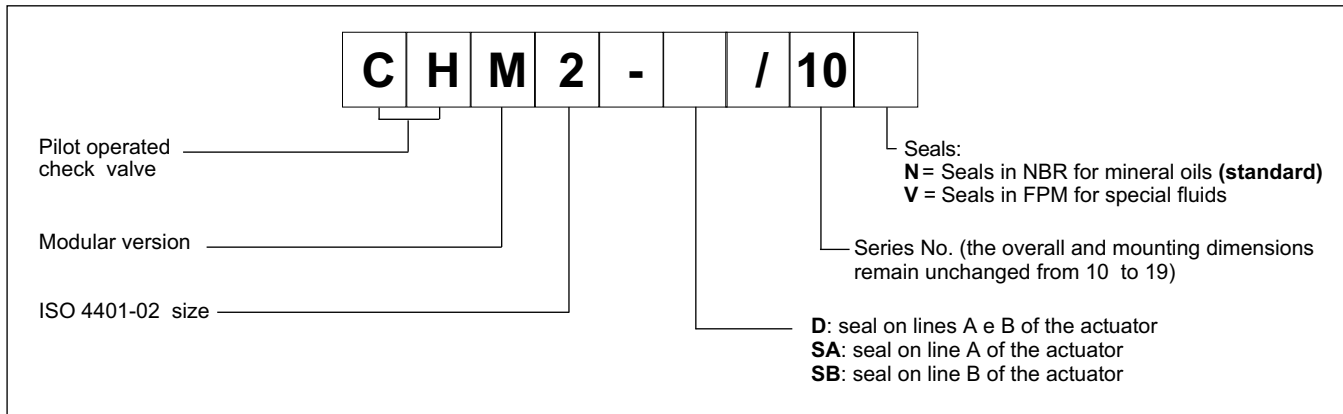 C H M 2 - / 10
Pilot operated
check valve
Seals:
N = Seals in NBR for mineral oils (standard)
V = Seals in FPM for special fluids
Modular version
Series No. (the overall and mounting dimensions
remain unchanged from 10 to 19)
ISO 4401-02 size
D: seal on lines A e B of the actuator
SA: seal on line A of the actuator
SB: seal on line B of the actuator